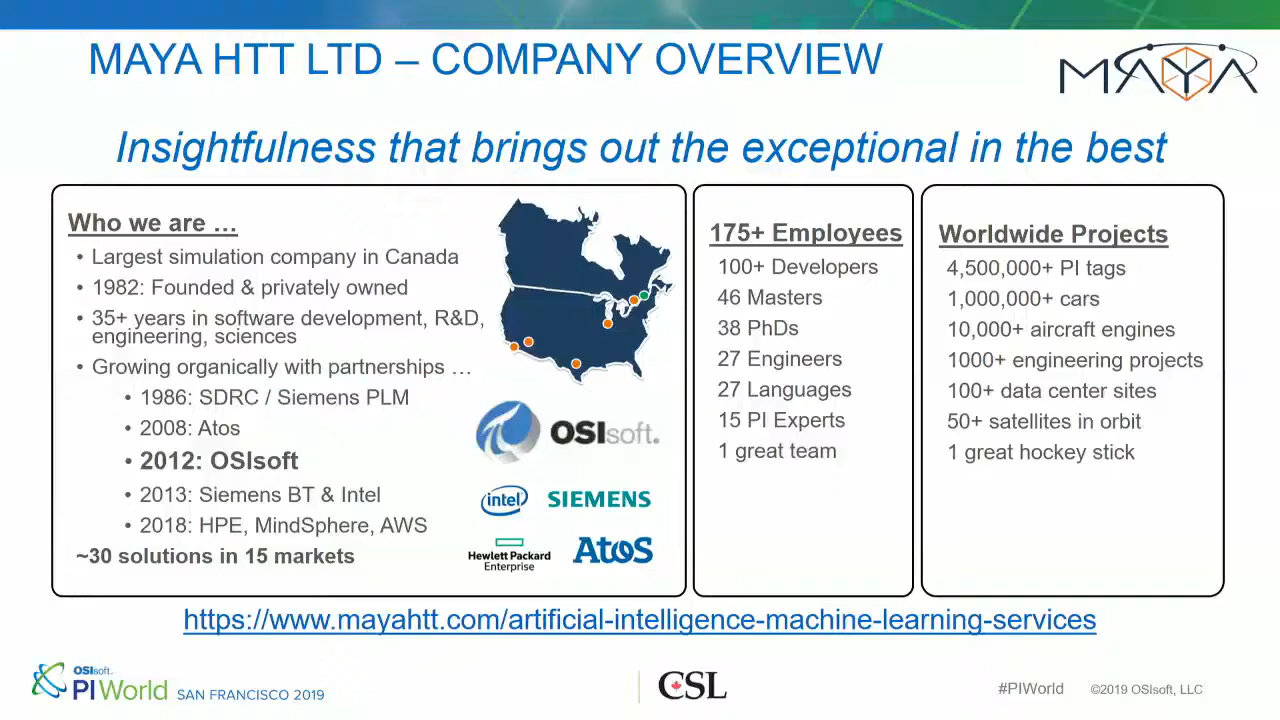 MAYA HTT LTD – COMPANY OVERVIEW
MAYA
Insightfulness that brings out the exceptional in the best
Who we are …
• Largest simulation company in Canada
• 1982: Founded & privately owned
• 35+ years in software development, R&D,
engineering, sciences
• Growing organically with partnerships …
• 1986: SDRC / Siemens PLM
• 2008: Atos
• 2012: OSIsoft
• 2013: Siemens BT & Intel
• 2018: HPE, MindSphere, AWS
~30 solutions in 15 markets
OSIsoft.
intel
SIEMENS
Hewlett Packard
Enterprise
Atos
175+ Employees
100+ Developers
46 Masters
38 PhDs
27 Engineers
27 Languages
15 PI Experts
1 great team
Worldwide Projects
4,500,000+ PI tags
1,000,000+ cars
10,000+ aircraft engines
1000+ engineering projects
100+ data center sites
50+ satellites in orbit
1 great hockey stick
https://www.mayahtt.com/artificial-intelligence-machine-learning-services
OSIsoft.
PI World SAN FRANCISCO 2019
CSL
#PIWorld ©2019 OSIsoft, LLC